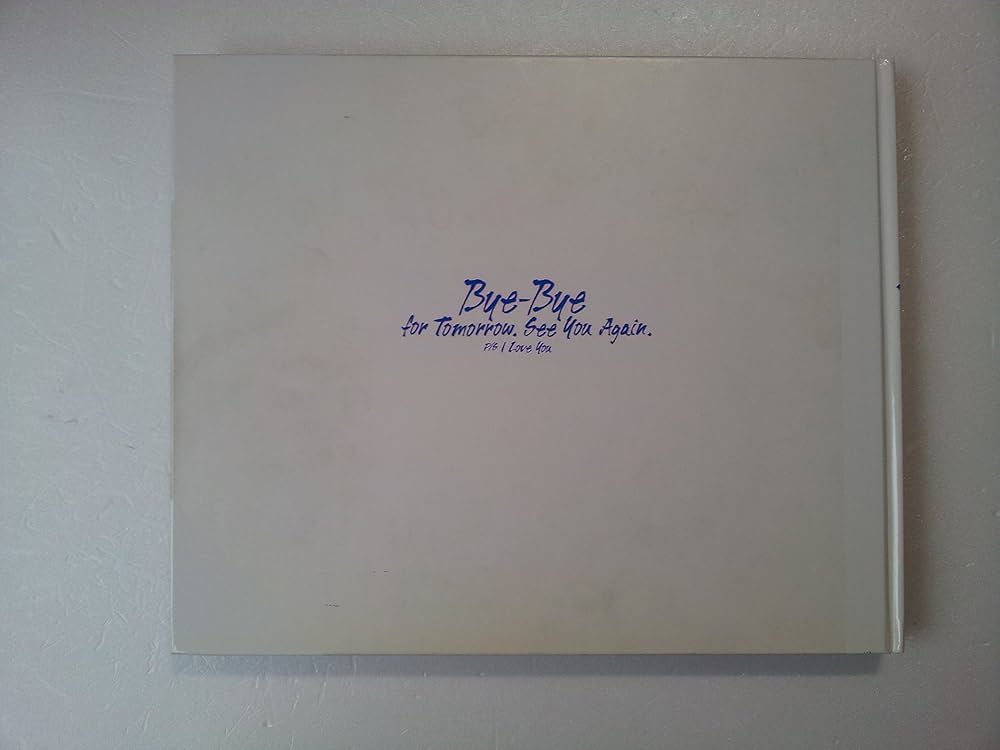 Bye-Bye
for Tomorrow. See You Again.
P/S I Love You